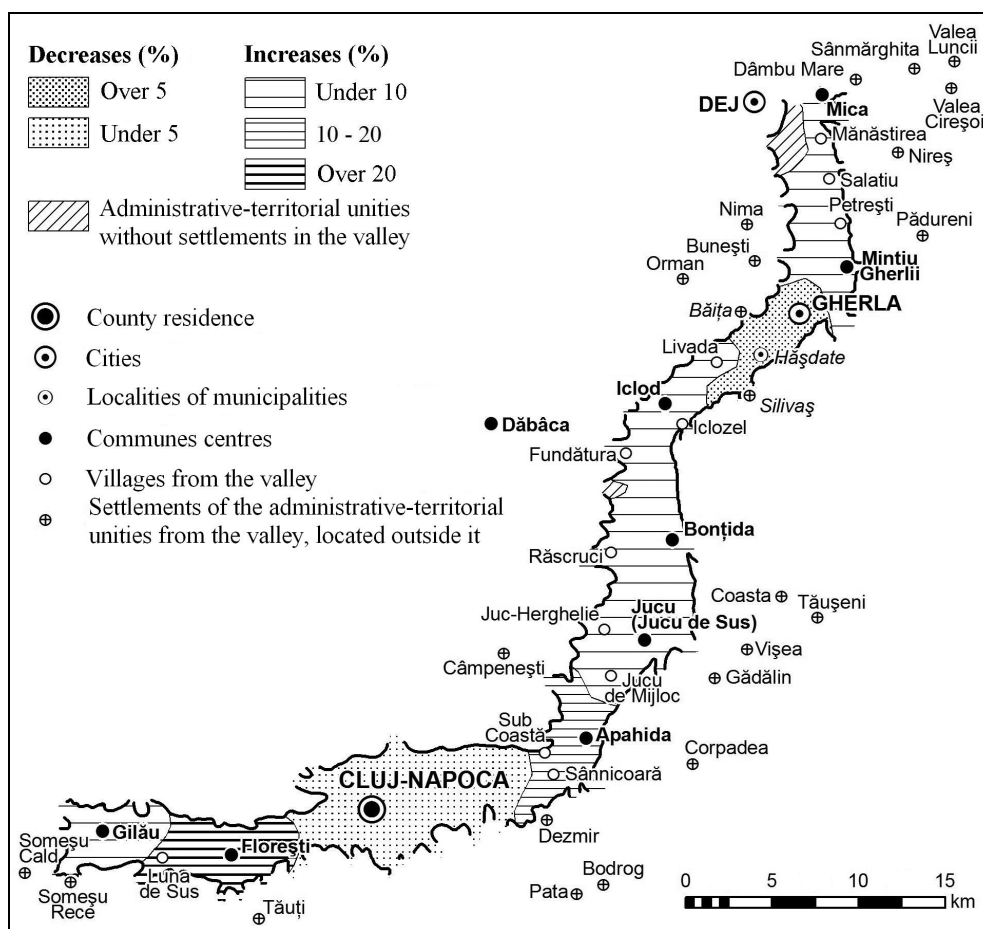 Decreases (%)
Over 5
Under 5
Increases (%)
Under 10
10 - 20
Over 20
Administrative-territorial unities
without settlements in the valley
County residence
Cities
Localities of municipalities
Communes centres
Villages from the valley
Settlements of the administrative-territorial
unities from the valley, located outside it
Valea
Luncii
Sânmărghita
Dâmbu Mare
DEJ
Mica
Valea
Cireşoi
Mănăstirea
Nireş
Salatiu
Petreşti
Nima
Pădureni
Buneşti
Mintiu
Gherlii
Orman
GHERLA
Băiţa
Livada
Hăşdate
Iclod
Silivaş
Dăbâca
Iclozel
Fundătura
Bonţida
Răscruci
Coasta
Tăuşeni
Juc-Herghelie
Jucu
(Jucu de Sus)
Vişea
Câmpeneşti
Gădălin
Jucu
de Mijloc
Sub
Coastă
Apahida
Corpadea
CLUJ-NAPOCA
Sânnicoară
Dezmir
Gilău
Floreşti
Someşu
Cald
Luna
de Sus
Someşu
Rece
Tăuţi
Bodrog
Pata
0 5 10 15
km